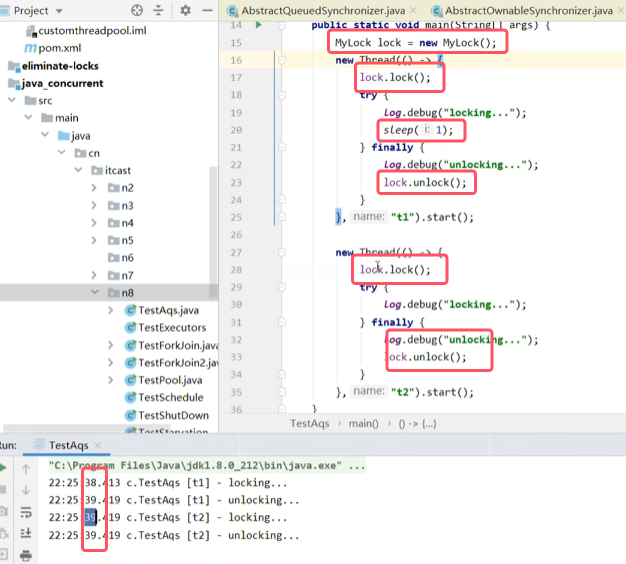 Project
AbstractQueuedSynchronizer.java
AbstractOwnableSynchronizer.java
customthreadpool.iml
pom.xml
eliminate-locks
java_concurrent
src
main
java
cn
itcast
n2
n3
n4
n5
n6
n7
n8
TestAqs.java
TestExecutors
TestForkJoin.java
TestForkJoin2.java
TestPool.java
TestSchedule
TestShutDown
TestStarvation
14 public static void main(String[] args) {
15 MyLock lock = new MyLock();
16 new Thread(() -> {
17 lock.lock();
18 try {
19 log.debug("locking...");
20 sleep( i: 1);
21 } finally {
22 log.debug("unlocking...");
23 lock.unlock();
24 }
25 }, name: "t1").start();
26
27 new Thread(() -> {
28 lock.lock();
29 try {
30 log.debug("locking...");
31 } finally {
32 log.debug("unlocking...");
33 lock.unlock();
34 }
35 }, name: "t2").start();
36 }
TestAqs › main() › () -> {...}
Run: TestAqs
"C:\Program Files\Java\jdk1.8.0_212\bin\java.exe" ...
22:25:38.413 c.TestAqs [t1] - locking...
22:25:39.419 c.TestAqs [t1] - unlocking...
22:25:39.419 c.TestAqs [t2] - locking...
22:25:39.419 c.TestAqs [t2] - unlocking...